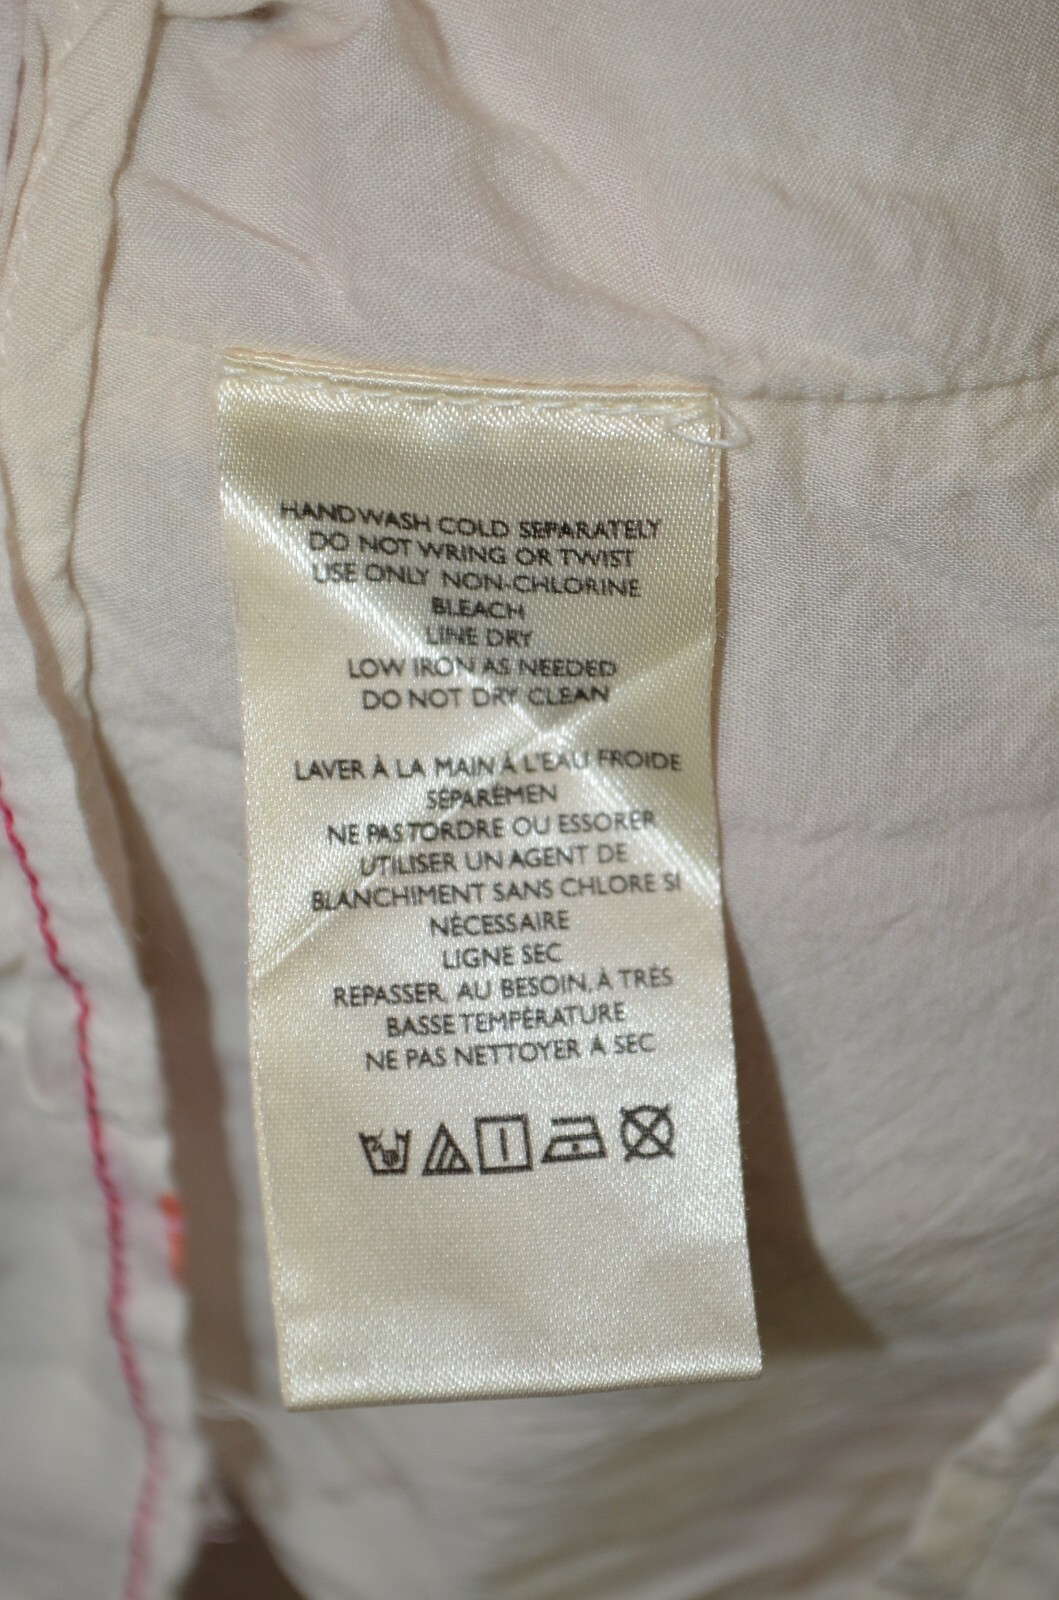 HANDWASH COLD SEPARATELY
DO NOT WRING OR TWIST
USE ONLY NON-CHLORINE
BLEACH
LINE DRY
LOW IRON AS NEEDED
DO NOT DRY CLEAN
LAVER À LA MAIN À L'EAU FROIDE
SÉPARÉMEN
NE PAS TORDRE OU ESSORER
UTILISER UN AGENT DE
BLANCHIMENT SANS CHLORE SI
NÉCESSAIRE
LIGNE SEC
REPASSER, AU BESOIN, À TRÈS
BASSE TEMPÉRATURE
NE PAS NETTOYER À SEC